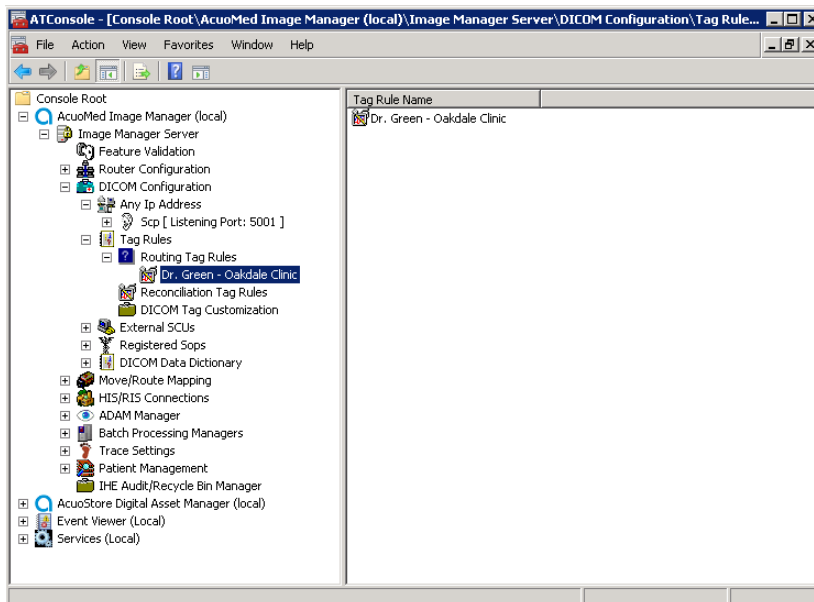 ATConsole - [Console Root\AcuoMed Image Manager (local)\Image Manager Server\DICOM Configuration\Tag Rule...
File Action View Favorites Window Help
Console Root
AcuoMed Image Manager (local)
Image Manager Server
Feature Validation
Router Configuration
DICOM Configuration
Any Ip Address
Scp [ Listening Port: 5001 ]
Tag Rules
Routing Tag Rules
Dr. Green - Oakdale Clinic
Reconciliation Tag Rules
DICOM Tag Customization
External SCUs
Registered Sops
DICOM Data Dictionary
Move/Route Mapping
HIS/RIS Connections
ADAM Manager
Batch Processing Managers
Trace Settings
Patient Management
IHE Audit/Recycle Bin Manager
AcuoStore Digital Asset Manager (local)
Event Viewer (Local)
Services (Local)
Tag Rule Name
Dr. Green - Oakdale Clinic